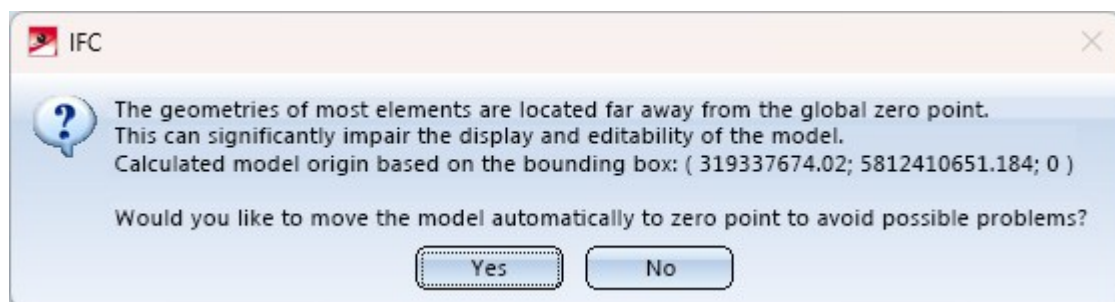 IFC
The geometries of most elements are located far away from the global zero point.
This can significantly impair the display and editability of the model.
Calculated model origin based on the bounding box: ( 319337674.02; 5812410651.184; 0 )
Would you like to move the model automatically to zero point to avoid possible problems?
Yes No